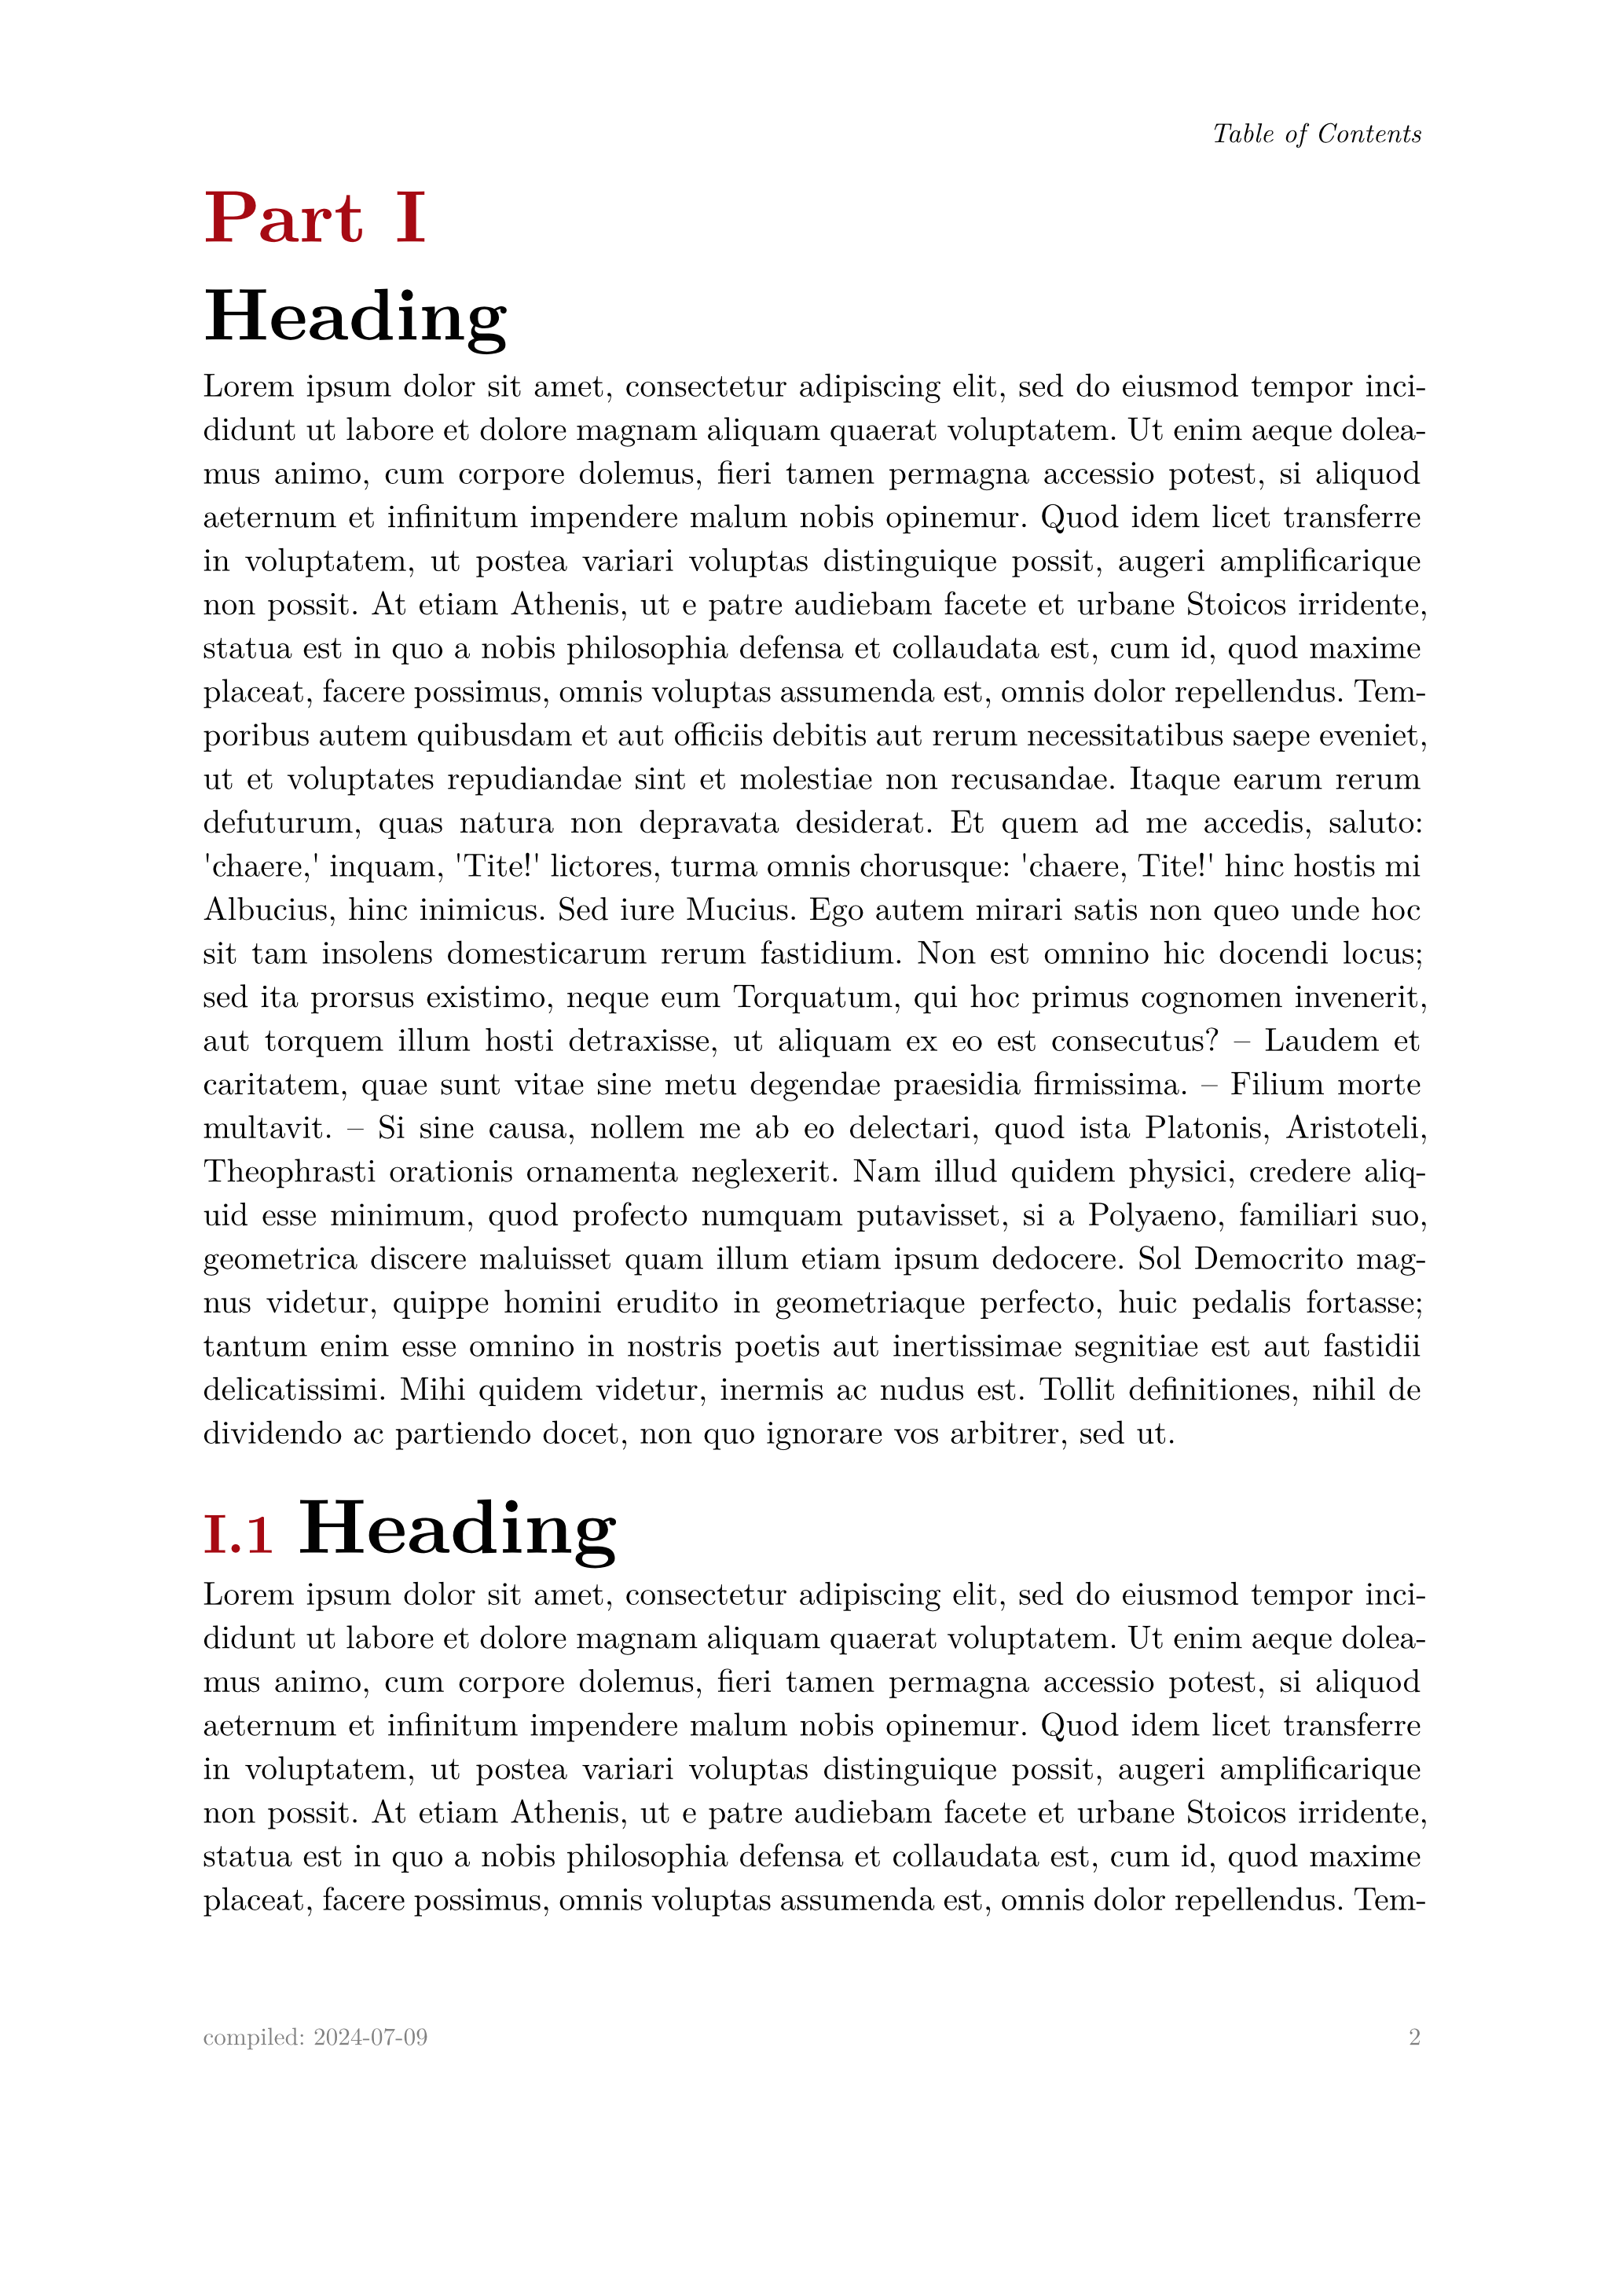 Table of Contents
Part I
Heading
Lorem ipsum dolor sit amet, consectetur adipiscing elit, sed do eiusmod tempor inci-
didunt ut labore et dolore magnam aliquam quaerat voluptatem. Ut enim aeque dolea-
mus animo, cum corpore dolemus, fieri tamen permagna accessio potest, si aliquod
aeternum et infinitum impendere malum nobis opinemur. Quod idem licet transferre
in voluptatem, ut postea variari voluptas distinguique possit, augeri amplificarique
non possit. At etiam Athenis, ut e patre audiebam facete et urbane Stoicos irridente,
statua est in quo a nobis philosophia defensa et collaudata est, cum id, quod maxime
placeat, facere possimus, omnis voluptas assumenda est, omnis dolor repellendus. Tem-
poribus autem quibusdam et aut officiis debitis aut rerum necessitatibus saepe eveniet,
ut et voluptates repudiandae sint et molestiae non recusandae. Itaque earum rerum
defuturum, quas natura non depravata desiderat. Et quem ad me accedis, saluto:
'chaere,' inquam, 'Tite!' lictores, turma omnis chorusque: 'chaere, Tite!' hinc hostis mi
Albucius, hinc inimicus. Sed iure Mucius. Ego autem mirari satis non queo unde hoc
sit tam insolens domesticarum rerum fastidium. Non est omnino hic docendi locus;
sed ita prorsus existimo, neque eum Torquatum, qui hoc primus cognomen invenerit,
aut torquem illum hosti detraxisse, ut aliquam ex eo est consecutus? – Laudem et
caritatem, quae sunt vitae sine metu degendae praesidia firmissima. – Filium morte
multavit. – Si sine causa, nollem me ab eo delectari, quod ista Platonis, Aristoteli,
Theophrasti orationis ornamenta neglexerit. Nam illud quidem physici, credere aliq-
uid esse minimum, quod profecto numquam putavisset, si a Polyaeno, familiari suo,
geometrica discere maluisset quam illum etiam ipsum dedocere. Sol Democrito mag-
nus videtur, quippe homini erudito in geometriaque perfecto, huic pedalis fortasse;
tantum enim esse omnino in nostris poetis aut inertissimae segnitiae est aut fastidii
delicatissimi. Mihi quidem videtur, inermis ac nudus est. Tollit definitiones, nihil de
dividendo ac partiendo docet, non quo ignorare vos arbitrer, sed ut.
I.1 Heading
Lorem ipsum dolor sit amet, consectetur adipiscing elit, sed do eiusmod tempor inci-
didunt ut labore et dolore magnam aliquam quaerat voluptatem. Ut enim aeque dolea-
mus animo, cum corpore dolemus, fieri tamen permagna accessio potest, si aliquod
aeternum et infinitum impendere malum nobis opinemur. Quod idem licet transferre
in voluptatem, ut postea variari voluptas distinguique possit, augeri amplificarique
non possit. At etiam Athenis, ut e patre audiebam facete et urbane Stoicos irridente,
statua est in quo a nobis philosophia defensa et collaudata est, cum id, quod maxime
placeat, facere possimus, omnis voluptas assumenda est, omnis dolor repellendus. Tem-
compiled: 2024-07-09 2